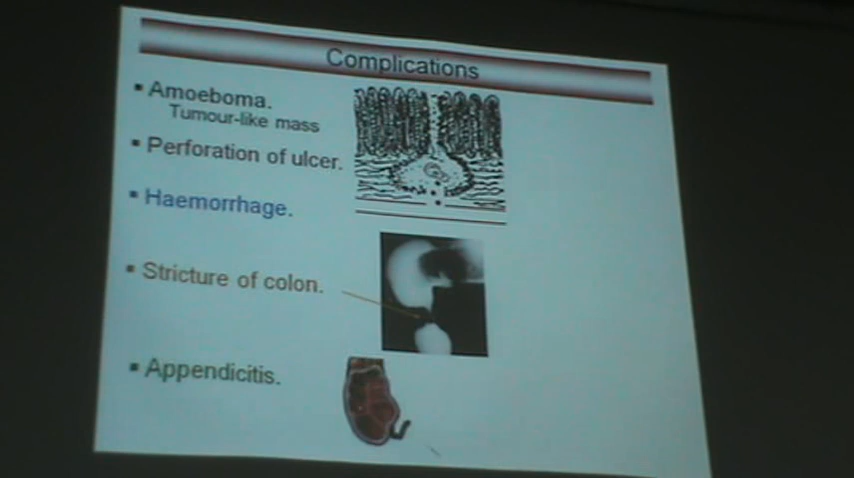 Complications
▪ Amoeboma.
Tumour-like mass
▪ Perforation of ulcer.
▪ Haemorrhage.
▪ Stricture of colon.
▪ Appendicitis.